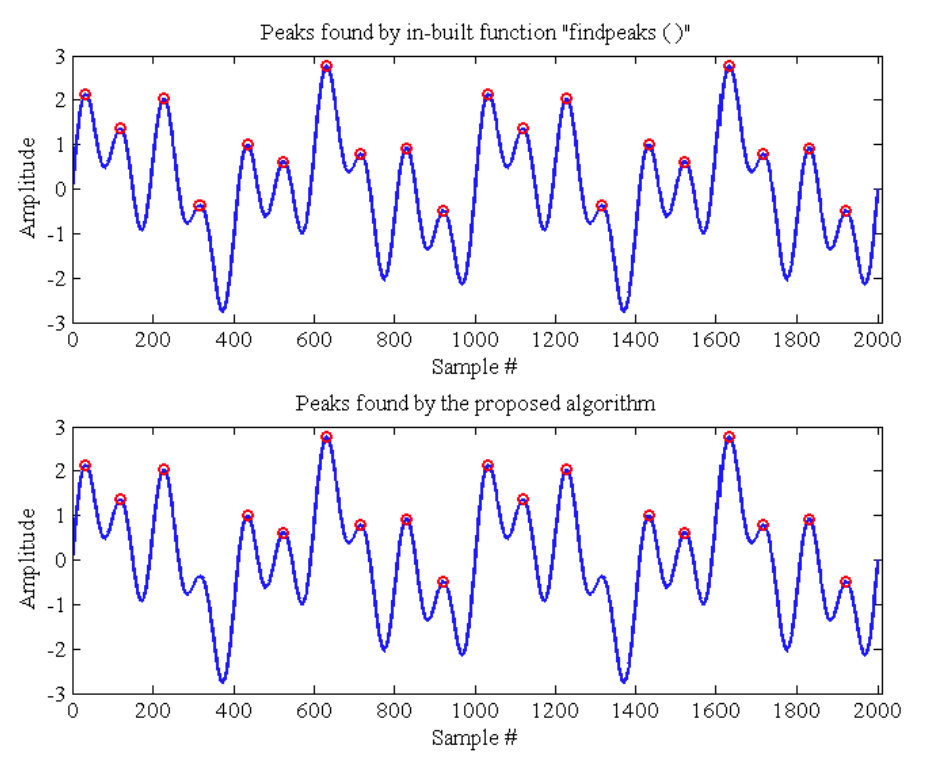 Peaks found by in-built function "findpeaks ( )"
3
2
1
0
-1
-2
-3
Amplitude
0 200 400 600 800 1000 1200 1400 1600 1800 2000
Sample #
Peaks found by the proposed algorithm
3
2
1
0
-1
-2
-3
Amplitude
0 200 400 600 800 1000 1200 1400 1600 1800 2000
Sample #